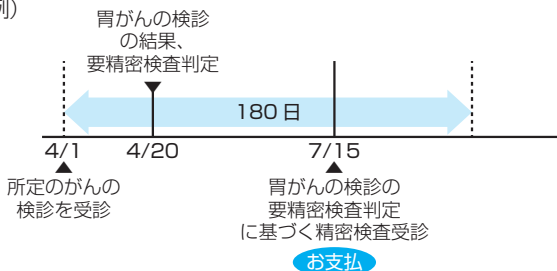 例)
胃がんの検診
の結果、
要精密検査判定
180日
4/1
4/20
7/15
所定のがんの
検診を受診
胃がんの検診の
要精密検査判定
に基づく精密検査受診
お支払